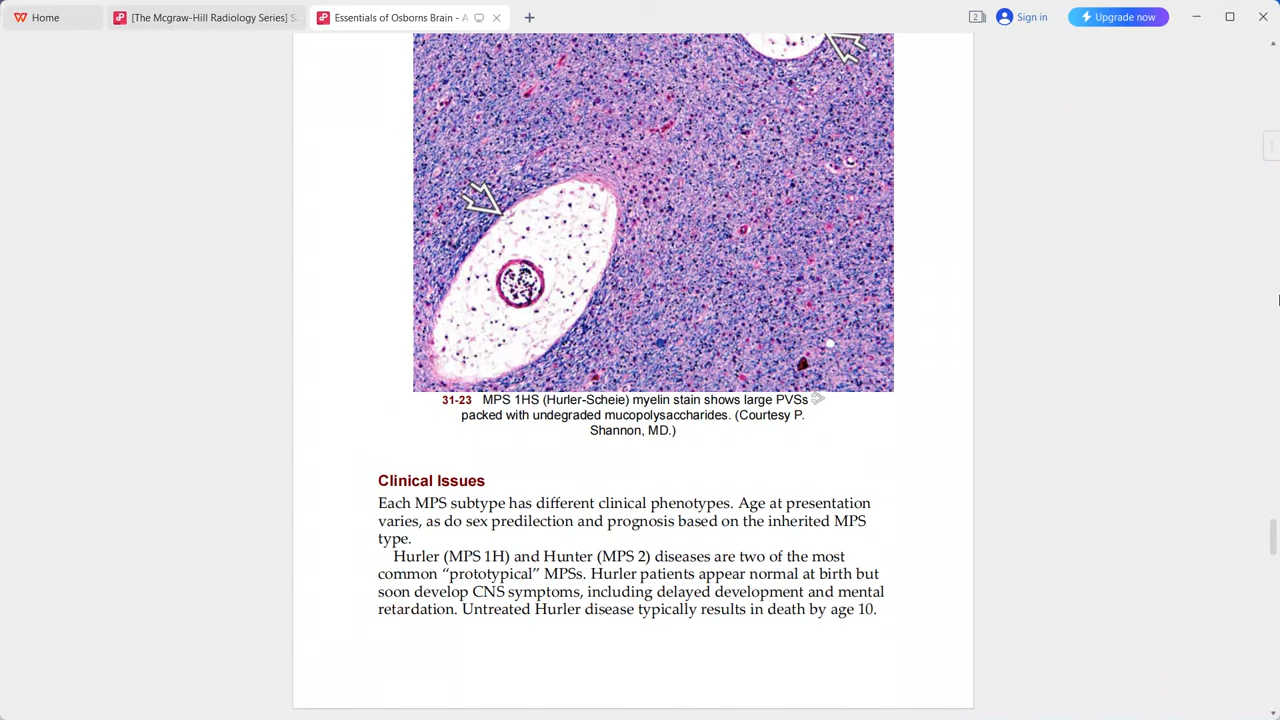 Home
[The Mcgraw-Hill Radiology Series] S
Essentials of Osborns Brain - A
2
Sign in
Upgrade now
31-23 MPS 1HS (Hurler-Scheie) myelin stain shows large PVSs
packed with undegraded mucopolysaccharides. (Courtesy P.
Shannon, MD.)
Clinical Issues
Each MPS subtype has different clinical phenotypes. Age at presentation
varies, as do sex predilection and prognosis based on the inherited MPS
type.
Hurler (MPS 1H) and Hunter (MPS 2) diseases are two of the most
common “prototypical” MPSs. Hurler patients appear normal at birth but
soon develop CNS symptoms, including delayed development and mental
retardation. Untreated Hurler disease typically results in death by age 10.